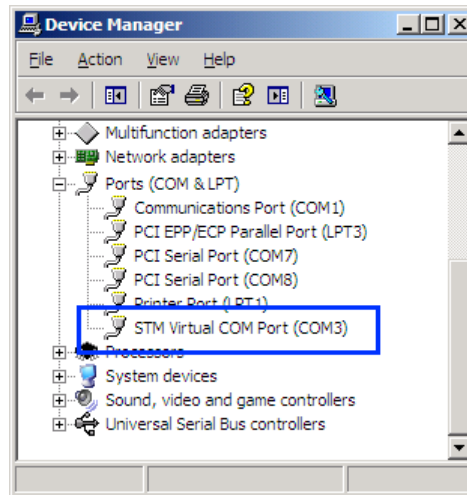 Device Manager
File Action View Help
Multifunction adapters
Network adapters
Ports (COM & LPT)
Communications Port (COM1)
PCI EPP/ECP Parallel Port (LPT3)
PCI Serial Port (COM7)
PCI Serial Port (COM8)
Printer Port (LPT1)
STM Virtual COM Port (COM3)
Processors
System devices
Sound, video and game controllers
Universal Serial Bus controllers